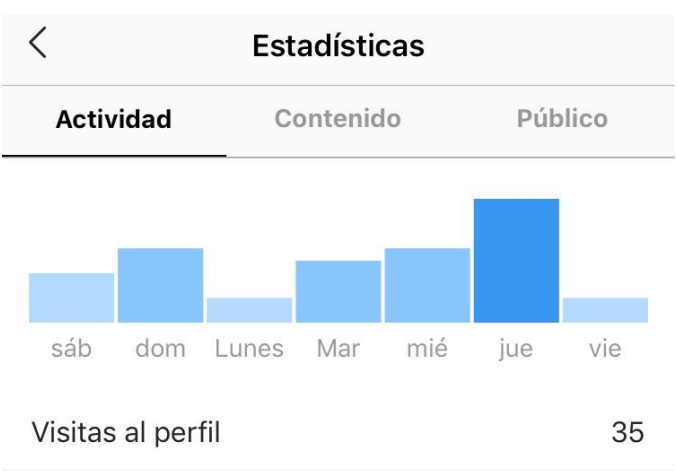 Estadísticas
Actividad Contenido Público
sáb dom Lunes Mar mié jue vie
Visitas al perfil 35